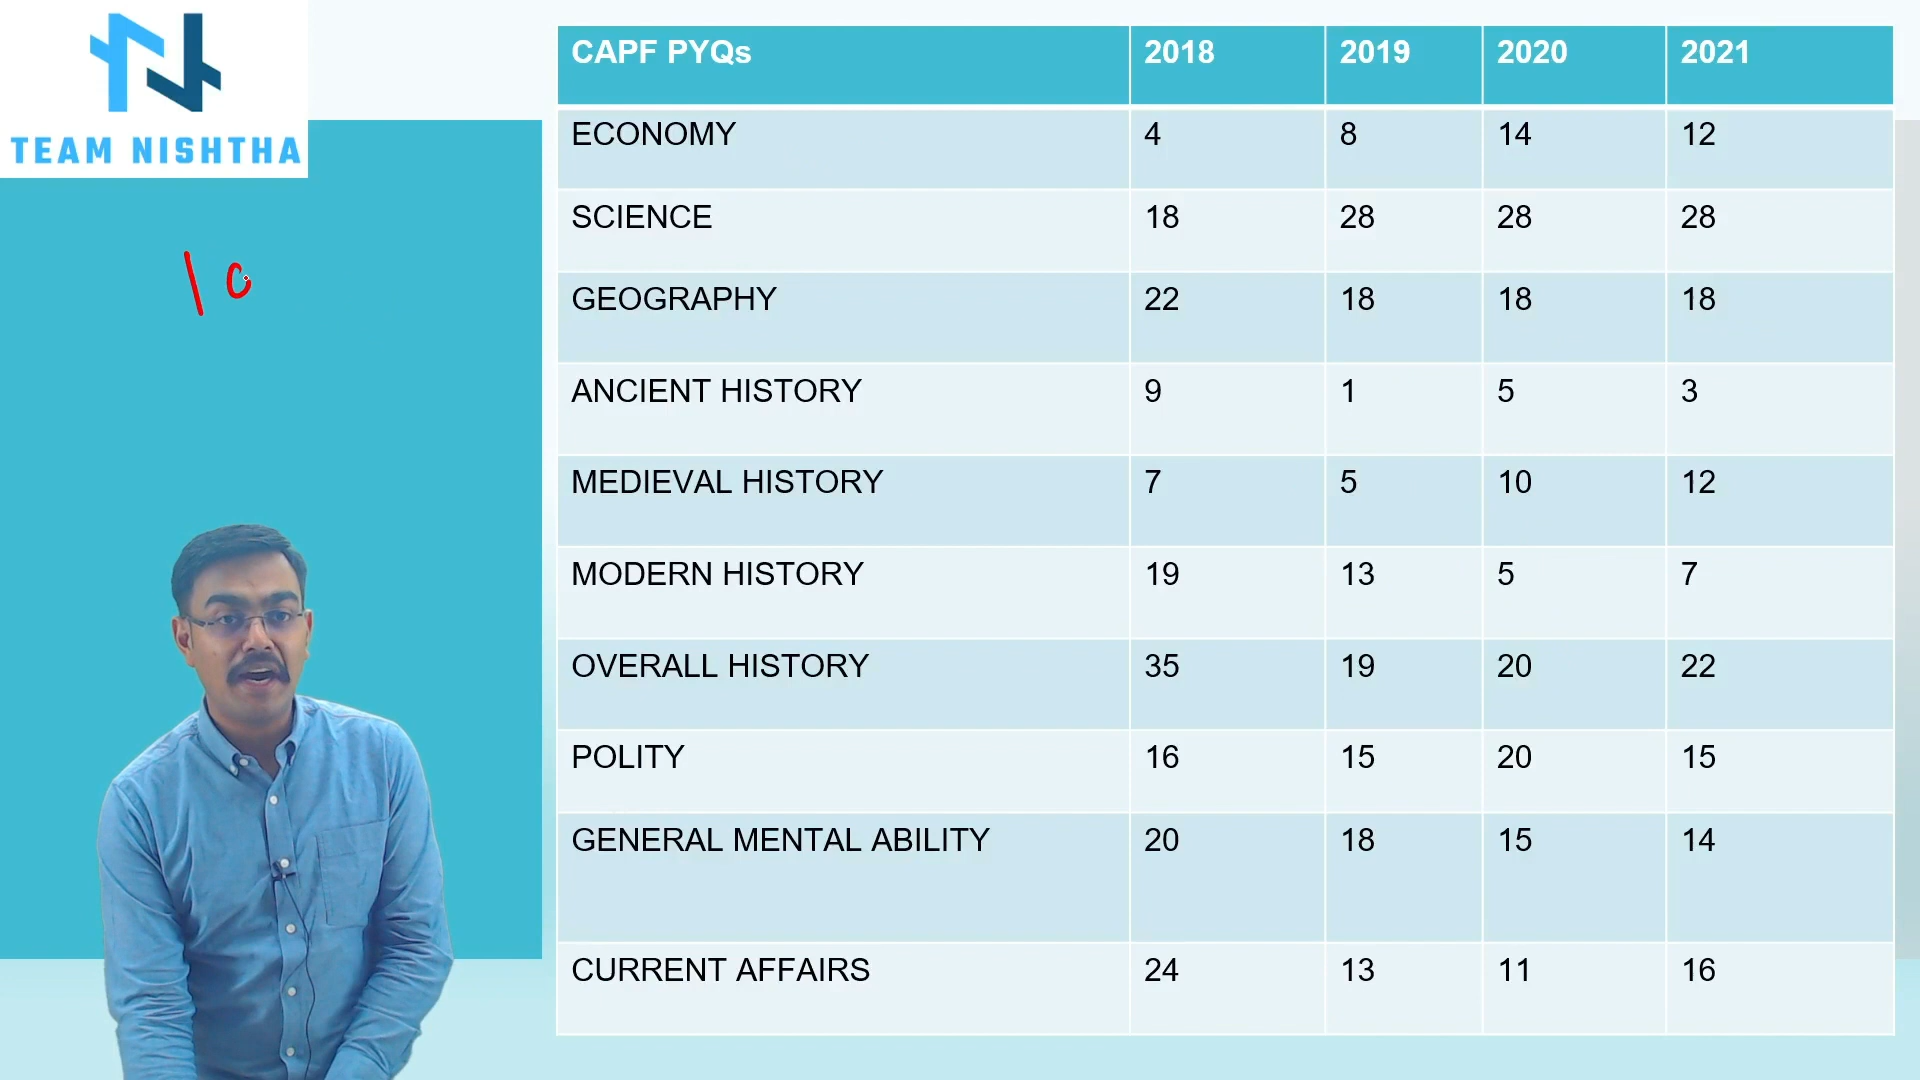 TEAM NISHTHA
10
CAPF PYQs 2018 2019 2020 2021
ECONOMY 4 8 14 12
SCIENCE 18 28 28 28
GEOGRAPHY 22 18 18 18
ANCIENT HISTORY 9 1 5 3
MEDIEVAL HISTORY 7 5 10 12
MODERN HISTORY 19 13 5 7
OVERALL HISTORY 35 19 20 22
POLITY 16 15 20 15
GENERAL MENTAL ABILITY 20 18 15 14
CURRENT AFFAIRS 24 13 11 16